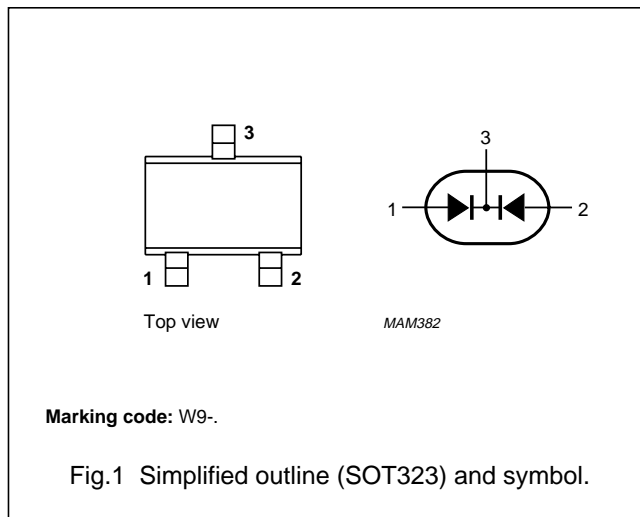 3
3
1
2
1
2
Top view
MAM382
Marking code: W9-.
Fig.1 Simplified outline (SOT323) and symbol.